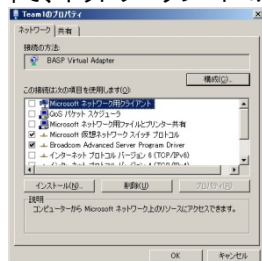 Team1のプロパティ
ネットワーク 共有
接続の方法:
BASP Virtual Adapter
構成(C)...
この接続は次の項目を使用します(O):
Microsoft ネットワーク用クライアント
QoS パケット スケジューラ
Microsoft ネットワーク用ファイルとプリンター共有
Microsoft 仮想ネットワーク スイッチ プロトコル
Broadcom Advanced Server Program Driver
インターネット プロトコル バージョン 6 (TCP/IPv6)
インストール(N)... 削除(U) プロパティ(R)
説明
コンピューターから Microsoft ネットワーク上のリソースにアクセスできます。
OK キャンセル